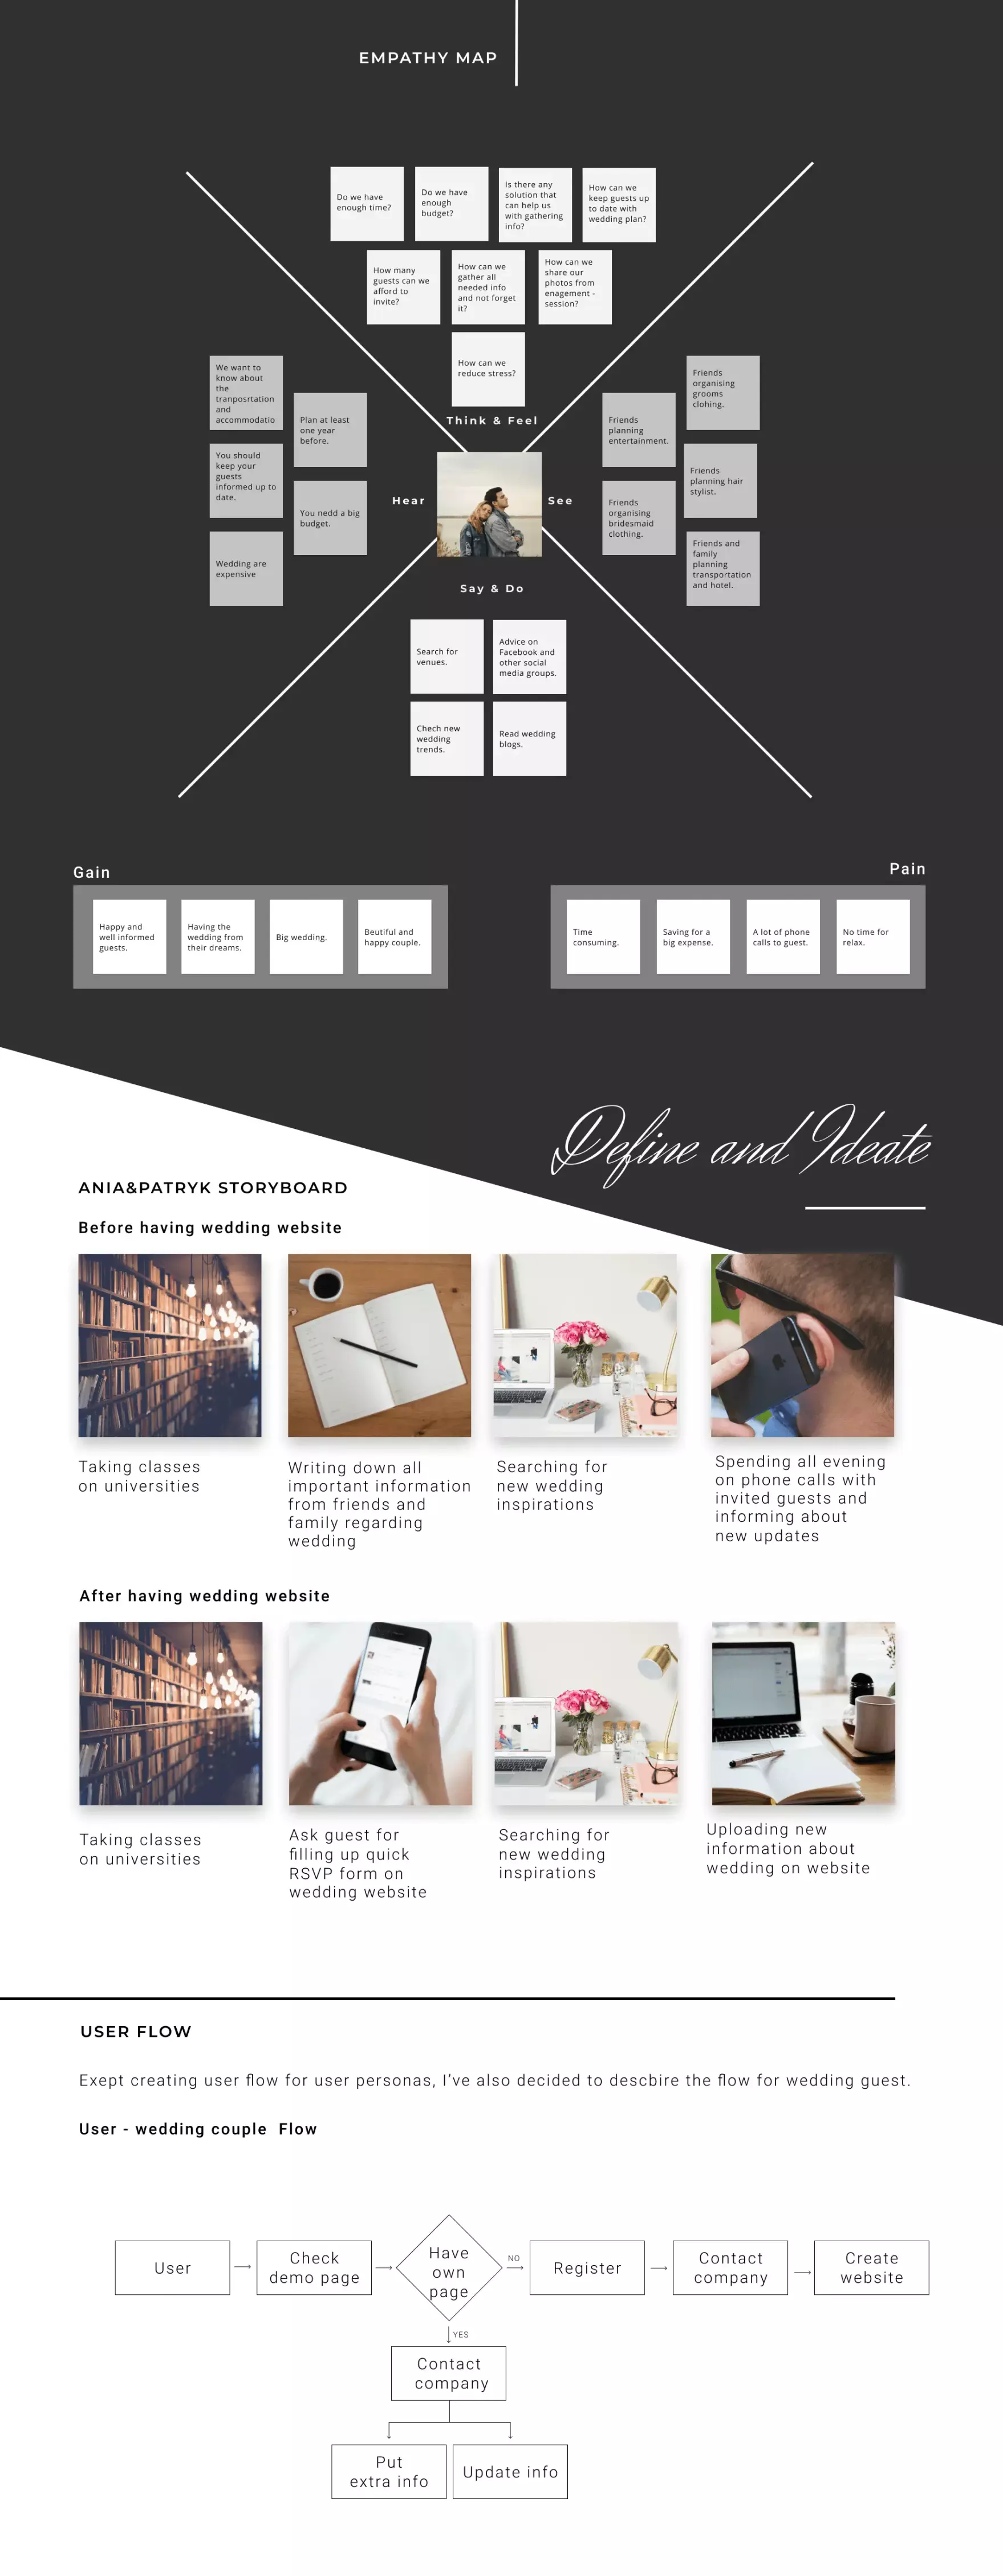 EMPATHY MAP
Do we have
enough time?
Do we have
enough
budget?
Is there any
solution that
can help us
with gathering
info?
How can we
keep guests up
to date with
wedding plan?
How many
guests can we
afford to
invite?
How can we
gather all
needed info
and not forget
it?
How can we
share our
photos from
enagement -
session?
How can we
reduce stress?
Think & Feel
We want to
know about
the
tranposrtation
and
accommodatio
Plan at least
one year
before.
You should
keep your
guests
informed up to
date.
You nedd a big
budget.
Wedding are
expensive
Hear
See
Friends
organising
grooms
clohing.
Friends
planning
entertainment.
Friends
planning hair
stylist.
Friends
organising
bridesmaid
clothing.
Friends and
family
planning
transportation
and hotel.
Say & Do
Search for
venues.
Advice on
Facebook and
other social
media groups.
Chech new
wedding
trends.
Read wedding
blogs.
Gain
Happy and
well informed
guests.
Having the
wedding from
their dreams.
Big wedding.
Beutiful and
happy couple.
Pain
Time
consuming.
Saving for a
big expense.
A lot of phone
calls to guest.
No time for
relax.
Define and Ideate
ANIA&PATRYK STORYBOARD
Before having wedding website
Taking classes
on universities
Writing down all
important information
from friends and
family regarding
wedding
Searching for
new wedding
inspirations
Spending all evening
on phone calls with
invited guests and
informing about
new updates
After having wedding website
Taking classes
on universities
Ask guest for
filling up quick
RSVP form on
wedding website
Searching for
new wedding
inspirations
Uploading new
information about
wedding on website
USER FLOW
Exept creating user flow for user personas, I've also decided to descbire the flow for wedding guest.
User - wedding couple Flow
User
Check
demo page
Have
own
page
NO
Register
Contact
company
Create
website
YES
Contact
company
Put
extra info
Update info